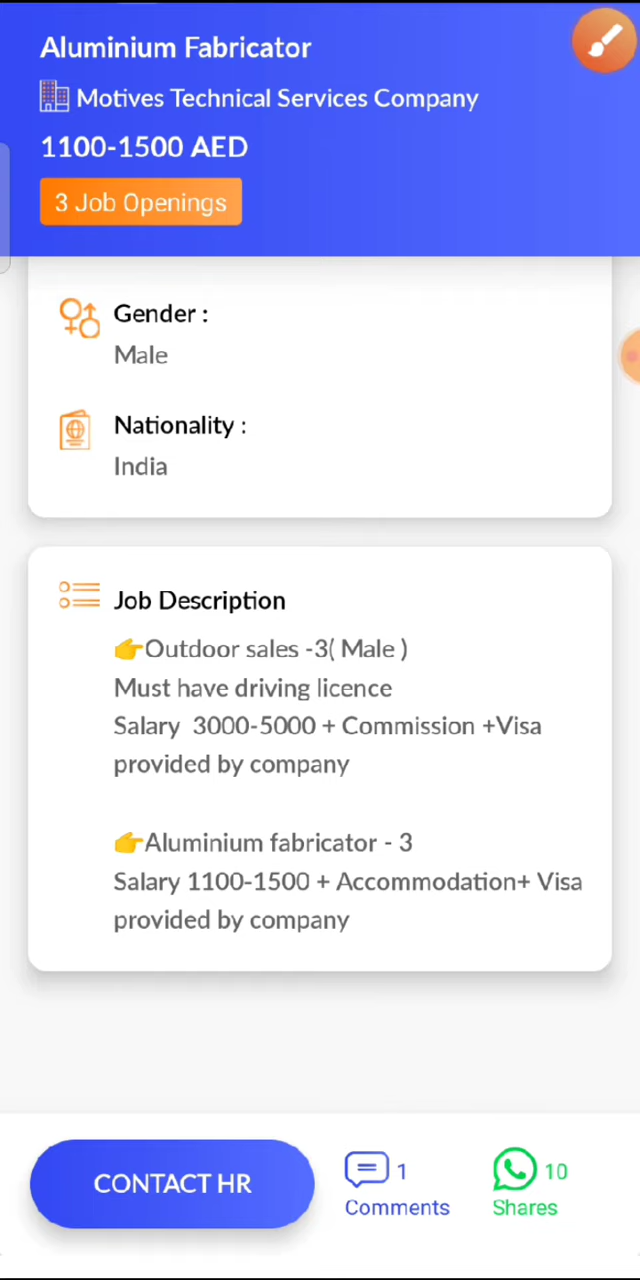 Aluminium Fabricator
Motives Technical Services Company
1100-1500 AED
3 Job Openings
Gender :
Male
Nationality :
India
Job Description
👉Outdoor sales -3( Male )
Must have driving licence
Salary  3000-5000 + Commission +Visa
provided by company
👉Aluminium fabricator - 3
Salary 1100-1500 + Accommodation+ Visa
provided by company
CONTACT HR
1
Comments
10
Shares